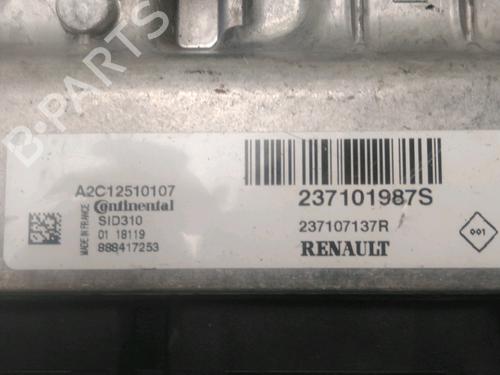 B-PARTS
A2C12510107
MADE IN FRANCE
Continental
SID310
01 18119
888417253
237101987S
237107137R
RENAULT
001